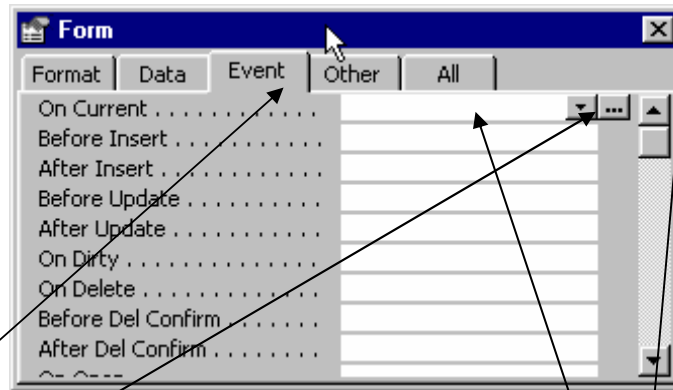 Form
Format Data Event Other All
On Current . . . . . . . . . . . . ...
Before Insert . . . . . . . . . .
After Insert . . . . . . . . . . .
Before Update . . . . . . . . . .
After Update . . . . . . . . . . .
On Dirty . . . . . . . . . . . . . .
On Delete . . . . . . . . . . . . .
Before Del Confirm . . . . . . .
After Del Confirm . . . . . . . .